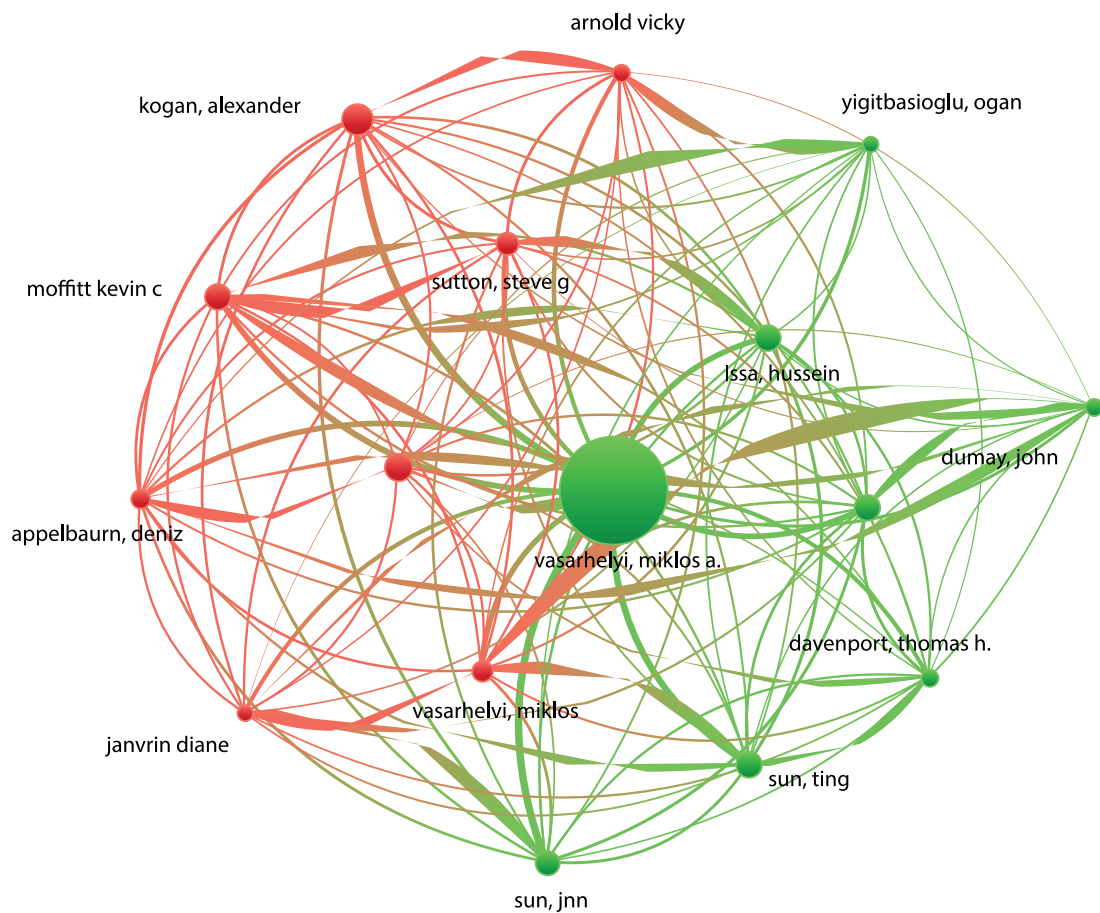 arnold vicky
kogan, alexander
yigitbasioglu, ogan
sutton, steve g
moffitt kevin c
Issa, hussein
dumay, john
appelbaurn, deniz
vasarhelyi, miklos a.
davenport, thomas h.
vasarhelvi, miklos
janvrin diane
sun, ting
sun, jnn